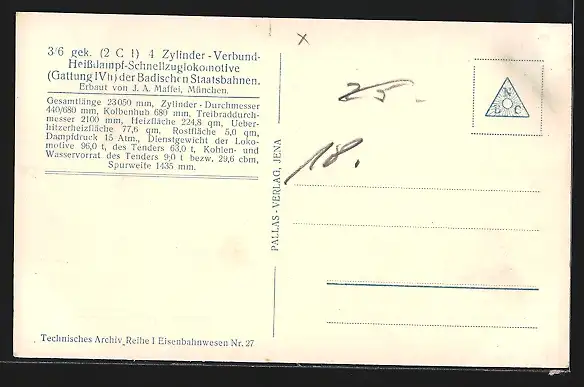 3/6 gek. (2 C 1) 4 Zylinder-Verbund-
Heißdampf-Schnellzuglokomotive
(Gattung IVh) der Badischen Staatsbahnen.
Erbaut von J. A. Maffei, München.
Gesamtlänge 23050 mm, Zylinder-Durchmesser
440/680 mm, Kolbenhub 680 mm, Treibraddurch-
messer 2100 mm, Heizfläche 224,8 qm, Ueber-
hitzerheizfläche 77,6 qm, Rostfläche 5,0 qm,
Dampfdruck 15 Atm., Dienstgewicht der Loko-
motive 96,0 t, des Tenders 63,0 t, Kohlen- und
Wasservorrat des Tenders 9,0 t bezw. 29,6 cbm,
Spurweite 1435 mm.
Technisches Archiv, Reihe I Eisenbahnwesen Nr. 27
PALLAS-VERLAG, JENA
x
25.-
18.
N
B C